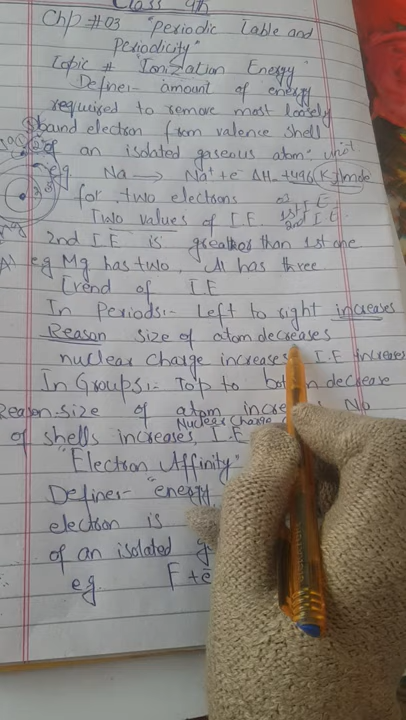 Class 9th
Chp # 03 "Periodic Table and
Periodicity"
Topic # Ionization Energy
Define:- amount of energy
required to remove most loosely
bound electron from valence shell
of an isolated gaseous atom. unit
eg. Na → Na+ + e- ΔH = +496 (KJ)/mole
for two electrons
Two values of I.E 1st I E
2nd I E.
2nd I E is greater than 1st one
eg Mg has two, Al has three
Trend of IE
In Periods:- Left to right increases
Reason size of atom decreases
nuclear charge increases I.E increases
In Groups:- Top to decrease
Reason-size of atom No
Nuclear Charge
of shells increases, I.E
"Electron Affinity"
Define:- "energy
electron is
of an isolated g
eg. F + e-